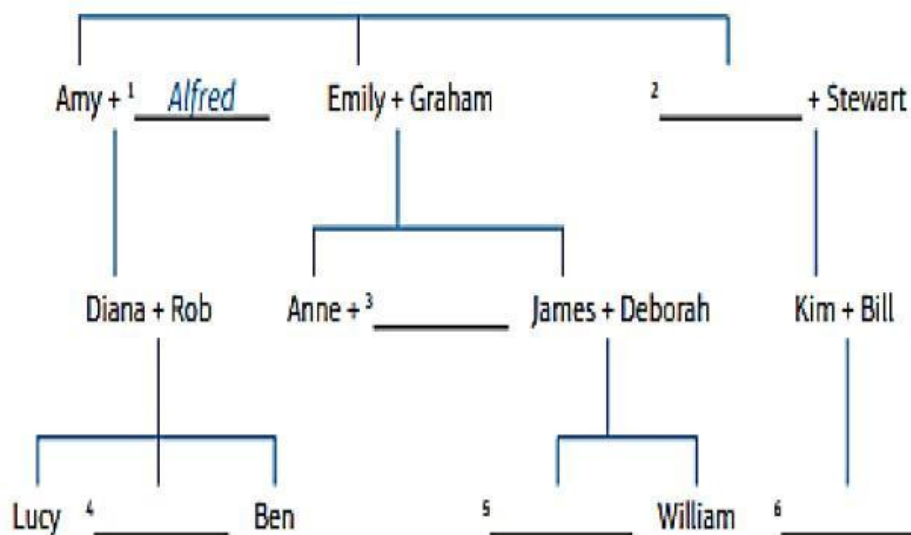 Amy + 1 Alfred Emily + Graham 2 + Stewart
Diana + Rob Anne + 3 James + Deborah Kim + Bill
Lucy 4 Ben 5 William 6